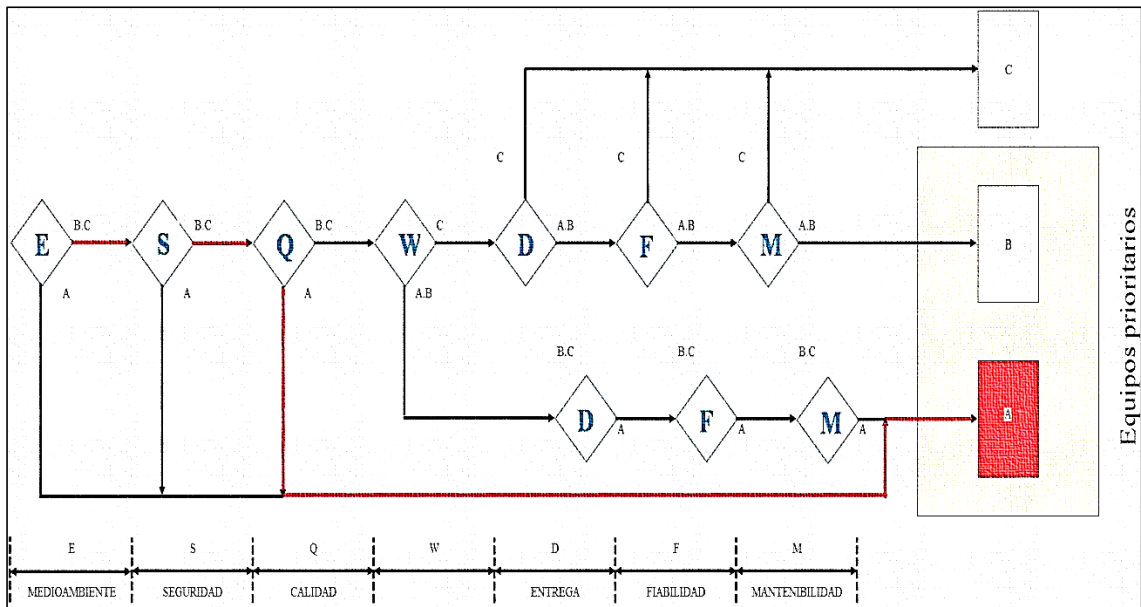 C
C
C
C
B.C
B.C
B.C
C
A.B
A.B
A.B
E
S
Q
W
D
F
M
B
A
A
A
A.B
B.C
B.C
B.C
D
F
M
A
A
A
A
Equipos prioritarios
E
S
Q
W
D
F
M
MEDIOAMBIENTE
SEGURIDAD
CALIDAD
ENTREGA
FIABILIDAD
MANTENIBILIDAD